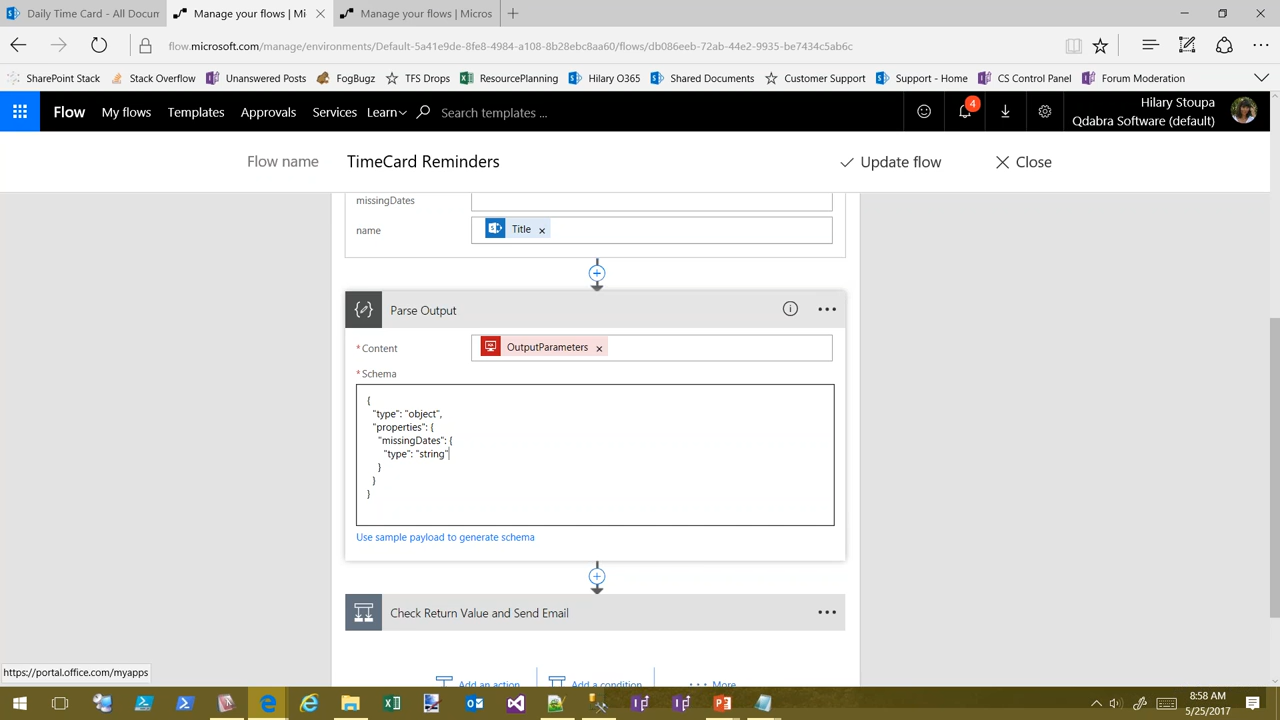 Daily Time Card - All Docum
Manage your flows | Mi
Manage your flows | Micros
flow.microsoft.com/manage/environments/Default-5a41e9de-8fe8-4984-a108-8b28ebc8aa60/flows/db086eeb-72ab-44e2-9935-be7434c5ab6c
SharePoint Stack
Stack Overflow
Unanswered Posts
FogBugz
TFS Drops
ResourcePlanning
Hilary O365
Shared Documents
Customer Support
Support - Home
CS Control Panel
Forum Moderation
Flow
My flows
Templates
Approvals
Services
Learn
Search templates ...
4
Hilary Stoupa
Qdabra Software (default)
Flow name
TimeCard Reminders
Update flow
Close
missingDates
name
Title ×
Parse Output
* Content
OutputParameters ×
* Schema
{
"type": "object",
"properties": {
"missingDates": {
"type": "string"
}
}
}
Use sample payload to generate schema
Check Return Value and Send Email
Add an action
Add a condition
More
https://portal.office.com/myapps
8:58 AM
5/25/2017